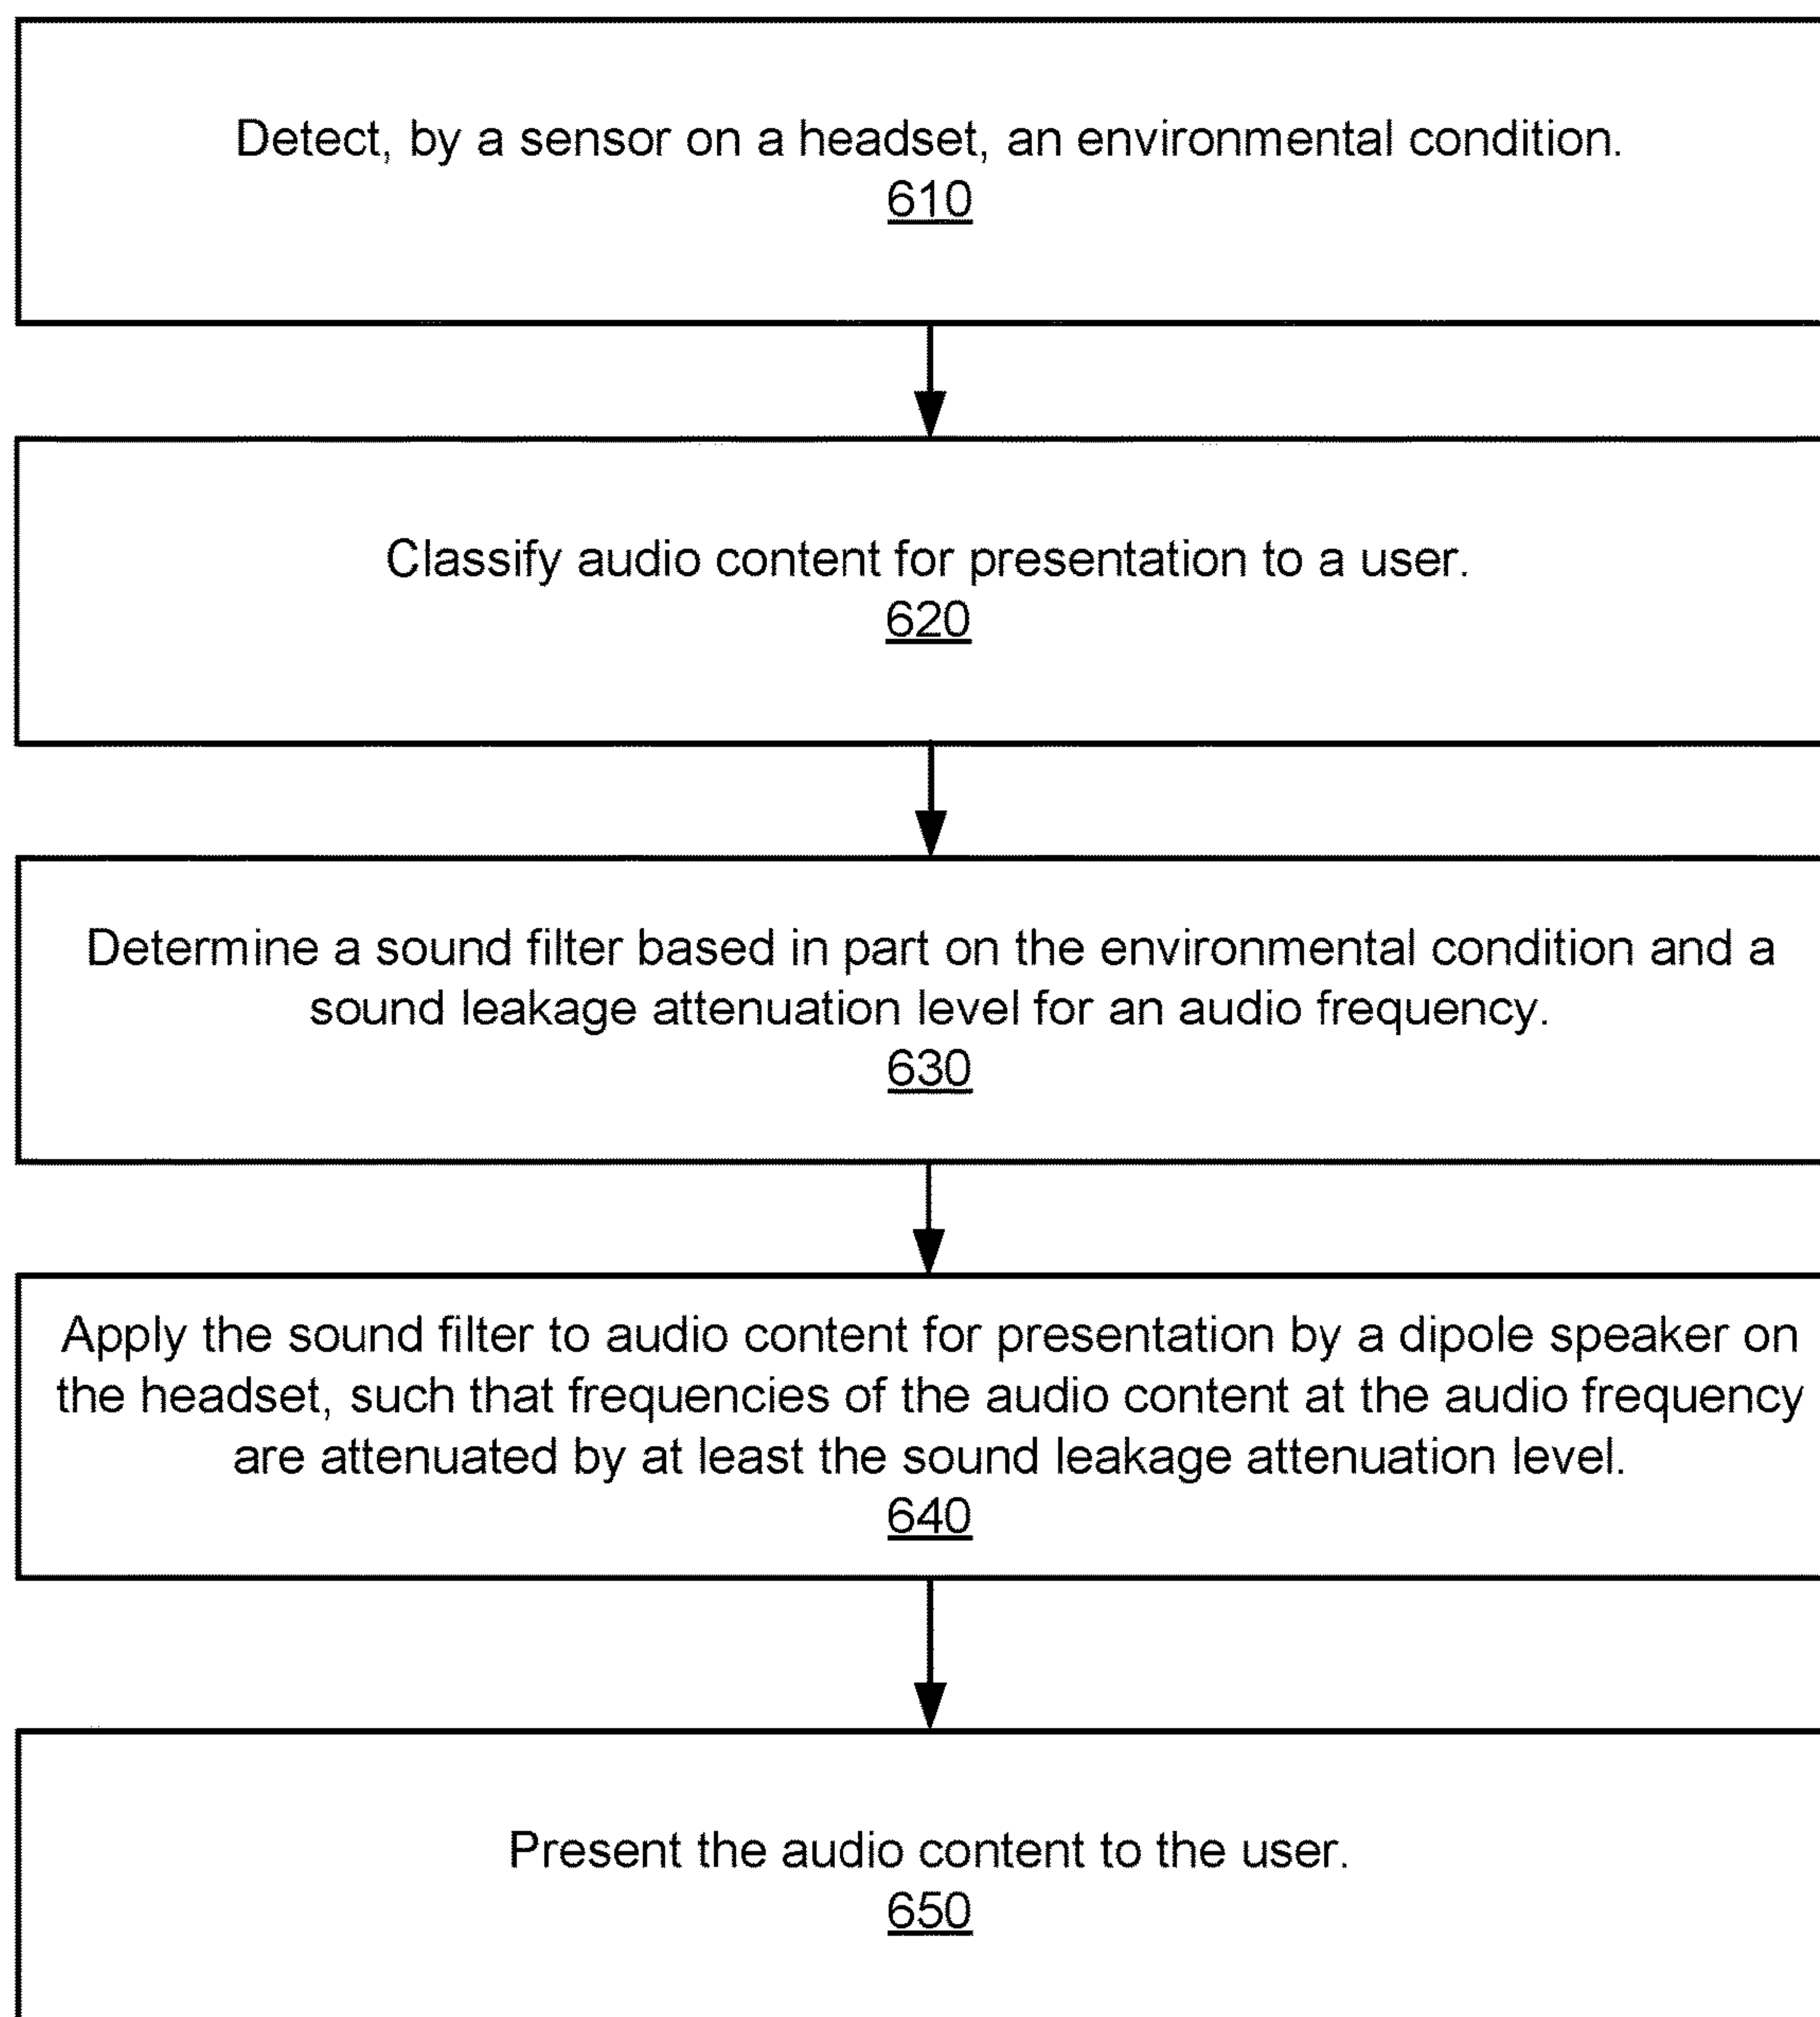 Detect, by a sensor on a headset, an environmental condition.
610
Classify audio content for presentation to a user.
620
Determine a sound filter based in part on the environmental condition and a
sound leakage attenuation level for an audio frequency.
630
Apply the sound filter to audio content for presentation by a dipole speaker on
the headset, such that frequencies of the audio content at the audio frequency
are attenuated by at least the sound leakage attenuation level.
640
Present the audio content to the user.
650